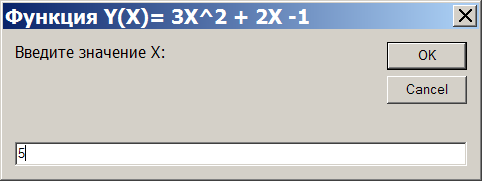 Функция Y(X)= 3X^2 + 2X -1
Введите значение X:
OK
Cancel
5